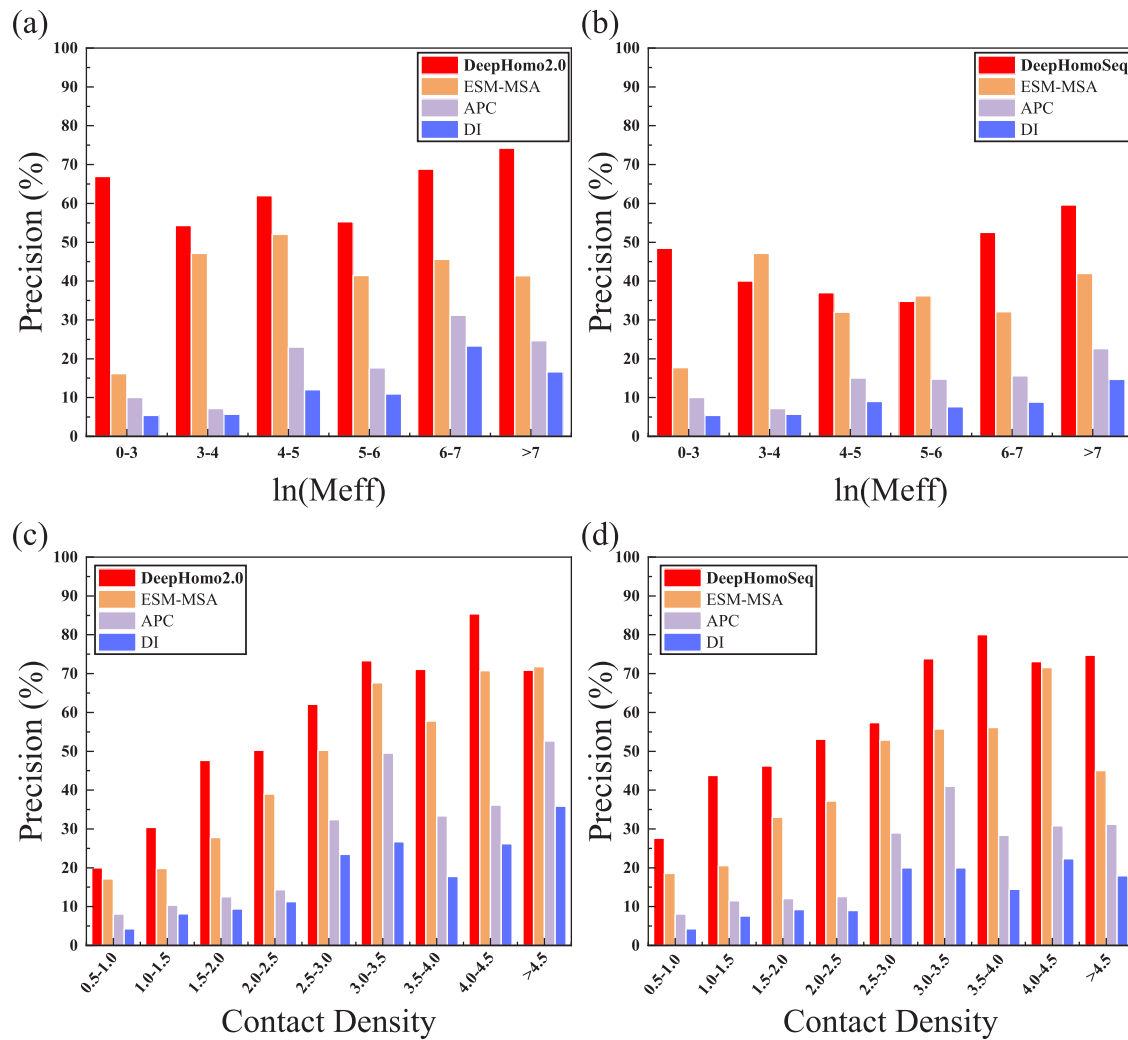 (a)
100
90
80
70
60
50
40
30
20
10
0
Precision (%)
DeepHomo2.0
ESM-MSA
APC
DI
0-3 3-4 4-5 5-6 6-7 >7
ln(Meff)
(b)
100
90
80
70
60
50
40
30
20
10
0
Precision (%)
DeepHomoSeq
ESM-MSA
APC
DI
0-3 3-4 4-5 5-6 6-7 >7
ln(Meff)
(c)
100
90
80
70
60
50
40
30
20
10
0
Precision (%)
DeepHomo2.0
ESM-MSA
APC
DI
0.5-1.0 1.0-1.5 1.5-2.0 2.0-2.5 2.5-3.0 3.0-3.5 3.5-4.0 4.0-4.5 >4.5
Contact Density
(d)
100
90
80
70
60
50
40
30
20
10
0
Precision (%)
DeepHomoSeq
ESM-MSA
APC
DI
0.5-1.0 1.0-1.5 1.5-2.0 2.0-2.5 2.5-3.0 3.0-3.5 3.5-4.0 4.0-4.5 >4.5
Contact Density